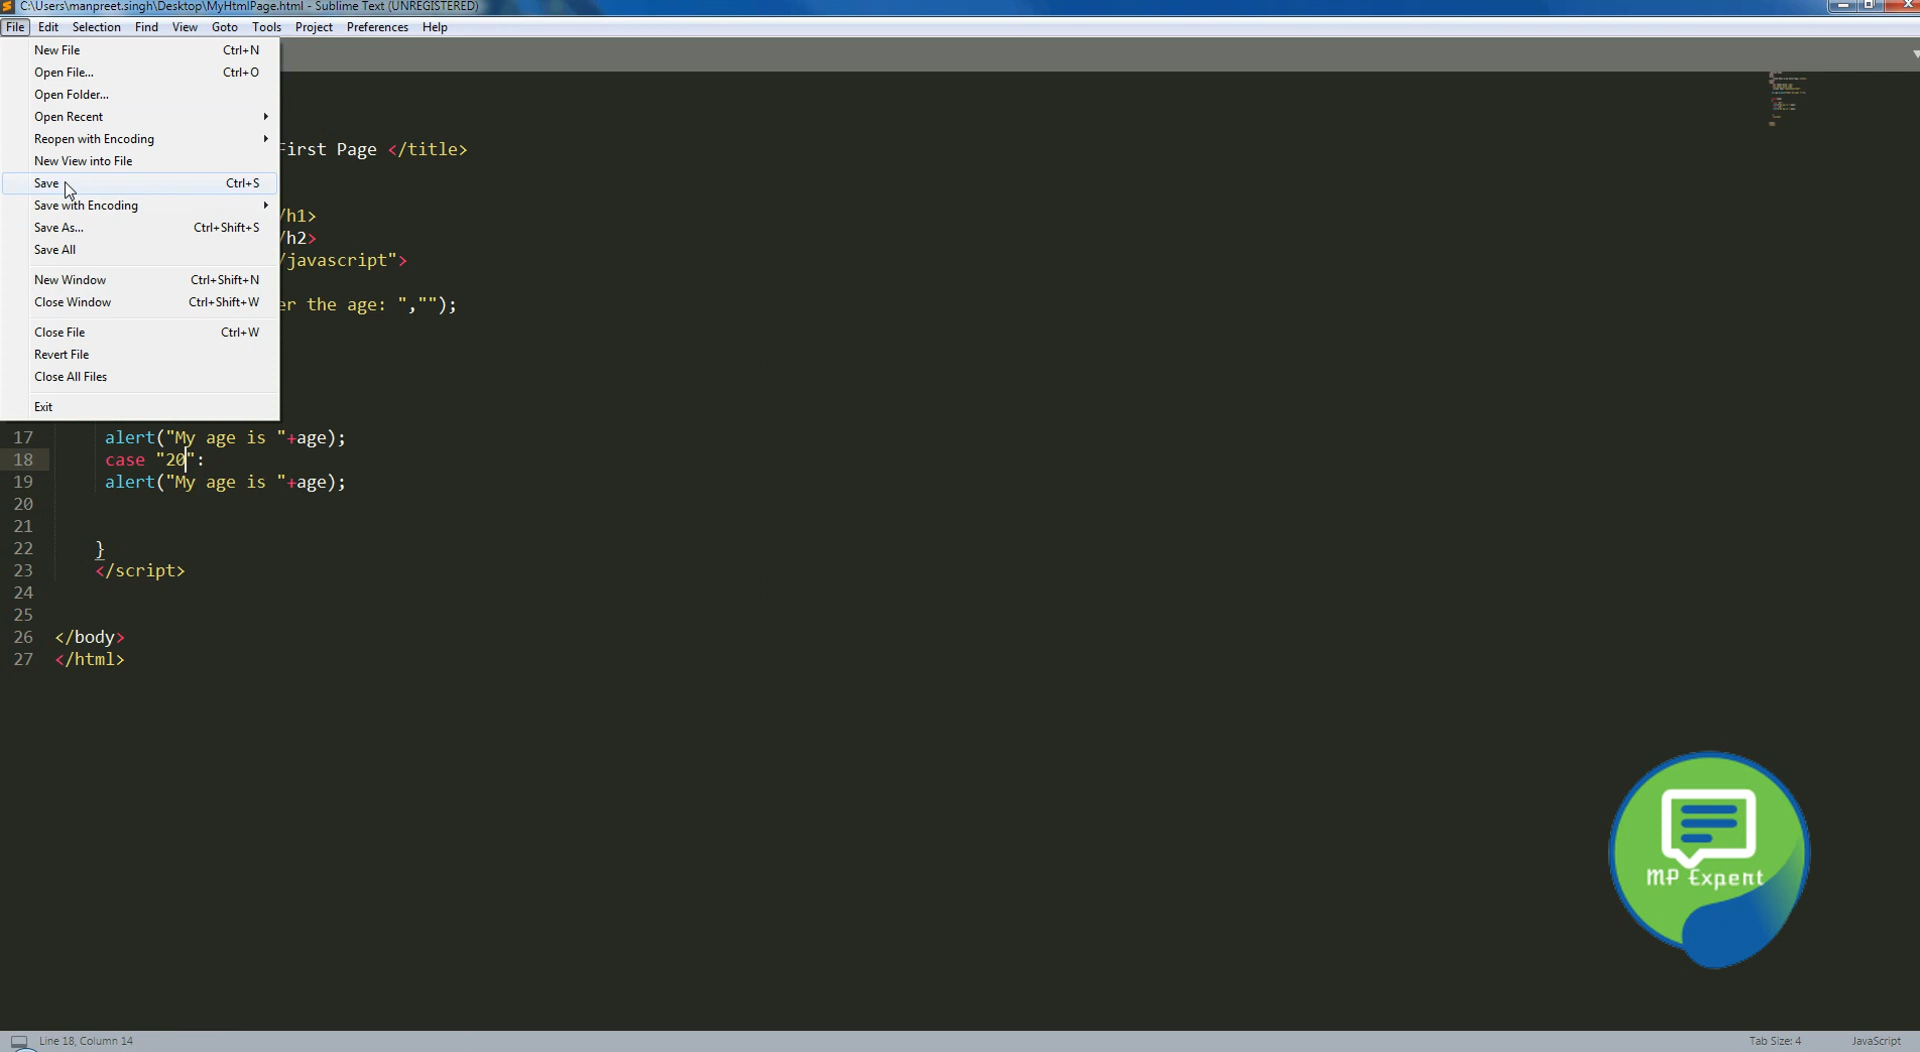 C:\Users\manpreet.singh\Desktop\MyHtmlPage.html - Sublime Text (UNREGISTERED)
File Edit Selection Find View Goto Tools Project Preferences Help
New File Ctrl+N
Open File... Ctrl+O
Open Folder...
Open Recent
Reopen with Encoding
New View into File
Save Ctrl+S
Save with Encoding
Save As... Ctrl+Shift+S
Save All
New Window Ctrl+Shift+N
Close Window Ctrl+Shift+W
Close File Ctrl+W
Revert File
Close All Files
Exit
First Page </title>
/h1>
/h2>
/javascript">
er the age: ","");
17 alert("My age is "+age);
18 case "20":
19 alert("My age is "+age);
20
21
22 }
23 </script>
24
25
26 </body>
27 </html>
MP Expert
Line 18, Column 14
Tab Size: 4
JavaScript